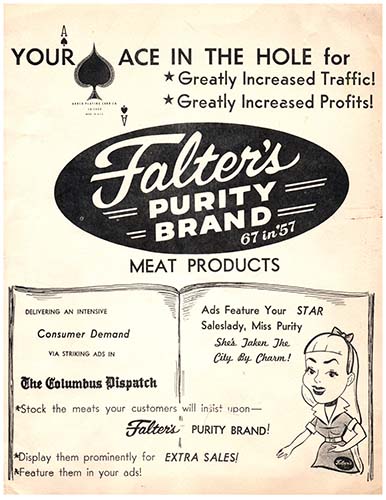 A
YOUR ACE IN THE HOLE for
★ Greatly Increased Traffic!
★ Greatly Increased Profits!
A
Falter's
PURITY
BRAND
67 in '57
MEAT PRODUCTS
DELIVERING AN INTENSIVE
Consumer Demand
VIA STRIKING ADS IN
The Columbus Dispatch
Ads Feature Your STAR
Saleslady, Miss Purity
She's Taken The
City By Charm!
*Stock the meats your customers will insist upon—
Falter's PURITY BRAND!
*Display them prominently for EXTRA SALES!
*Feature them in your ads!
Falter's